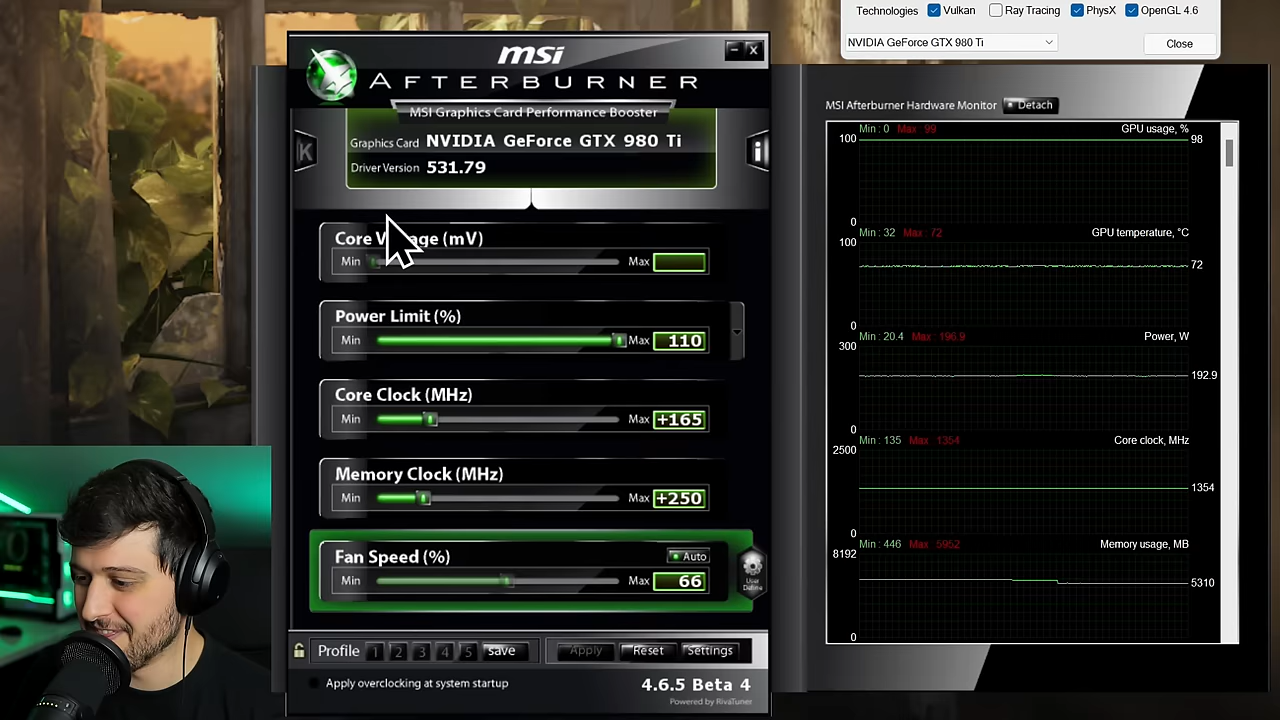 Technologies Vulkan Ray Tracing PhysX OpenGL 4.6
NVIDIA GeForce GTX 980 Ti Close
msi
AFTERBURNER
MSI Graphics Card Performance Booster
K
Graphics Card NVIDIA GeForce GTX 980 Ti
i
Driver Version 531.79
Core Voltage (mV)
Min Max
Power Limit (%)
Min Max 110
Core Clock (MHz)
Min Max +165
Memory Clock (MHz)
Min Max +250
Fan Speed (%) Auto
Min Max 66
User
Define
Profile 1 2 3 4 5 save Apply Reset Settings
Apply overclocking at system startup 4.6.5 Beta 4
Powered by RivaTuner
MSI Afterburner Hardware Monitor Detach
Min : 0 Max : 99 GPU usage, %
100 98
0
Min : 32 Max : 72 GPU temperature, °C
100
72
0
Min : 20.4 Max : 196.9 Power, W
300
192.9
0
Min : 135 Max : 1354 Core clock, MHz
2500
1354
0
Min : 446 Max : 5952 Memory usage, MB
8192
5310
0